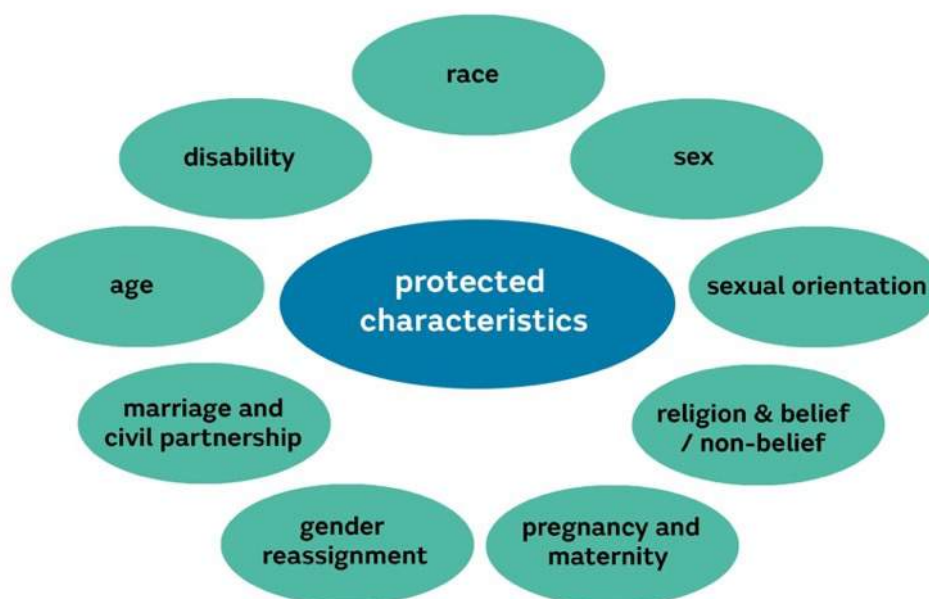 race
disability
sex
age
protected
characteristics
sexual orientation
marriage and
civil partnership
religion & belief
/ non-belief
gender
reassignment
pregnancy and
maternity